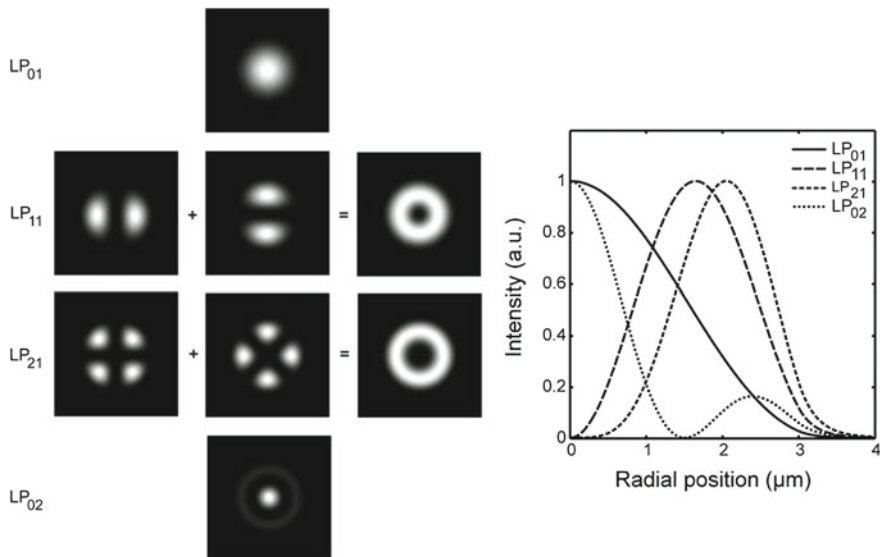 LP01
LP11
+
=
LP21
+
=
LP02
Intensity (a.u.)
1
0.8
0.6
0.4
0.2
0
0
1
2
3
4
Radial position (µm)
LP01
LP11
LP21
LP02